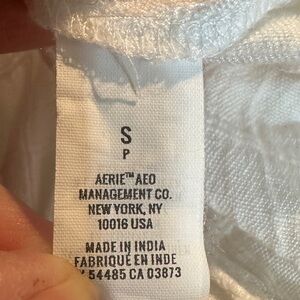 S
P
AERIE™ AEO
MANAGEMENT CO.
NEW YORK, NY
10016 USA
MADE IN INDIA
FABRIQUÉ EN INDE
54485 CA 03873